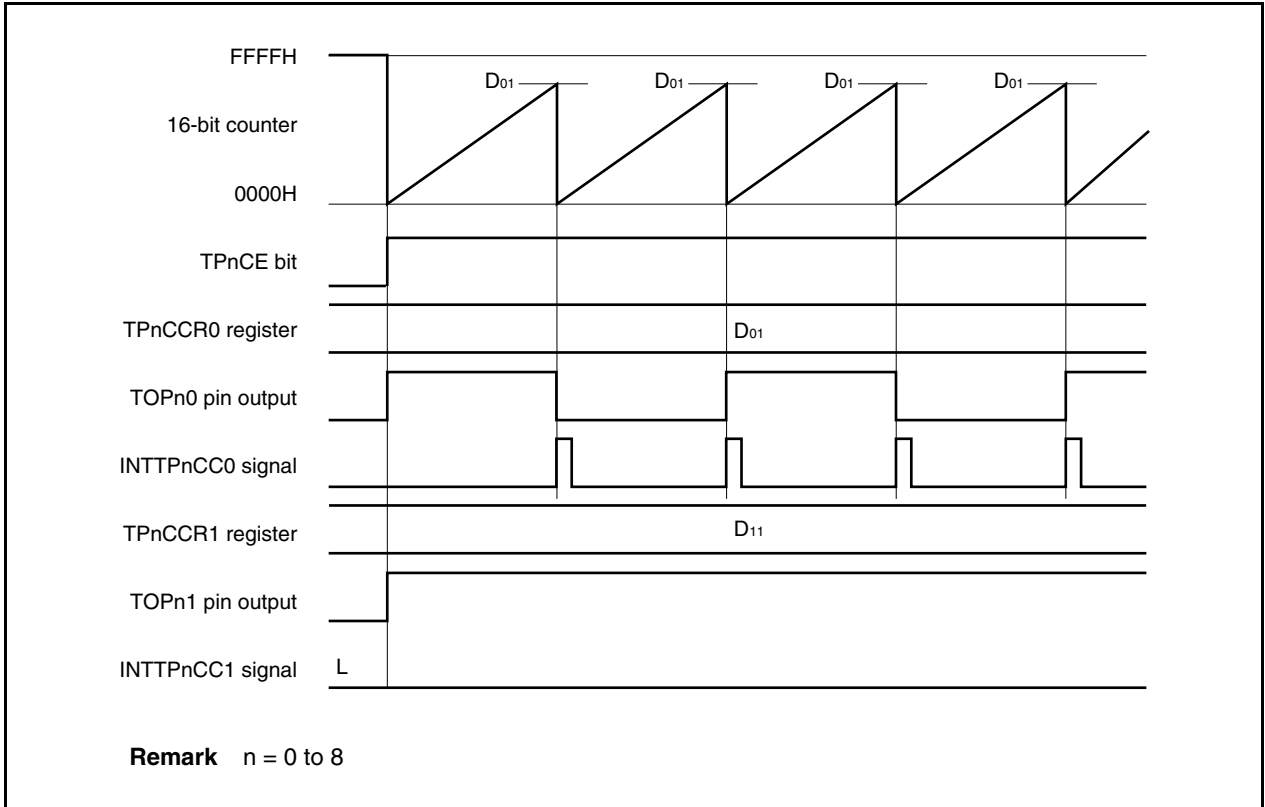 FFFFH
D01 D01 D01 D01
16-bit counter
0000H
TPnCE bit
TPnCCR0 register D01
TOPn0 pin output
INTTPnCC0 signal
TPnCCR1 register D11
TOPn1 pin output
INTTPnCC1 signal L
Remark n = 0 to 8